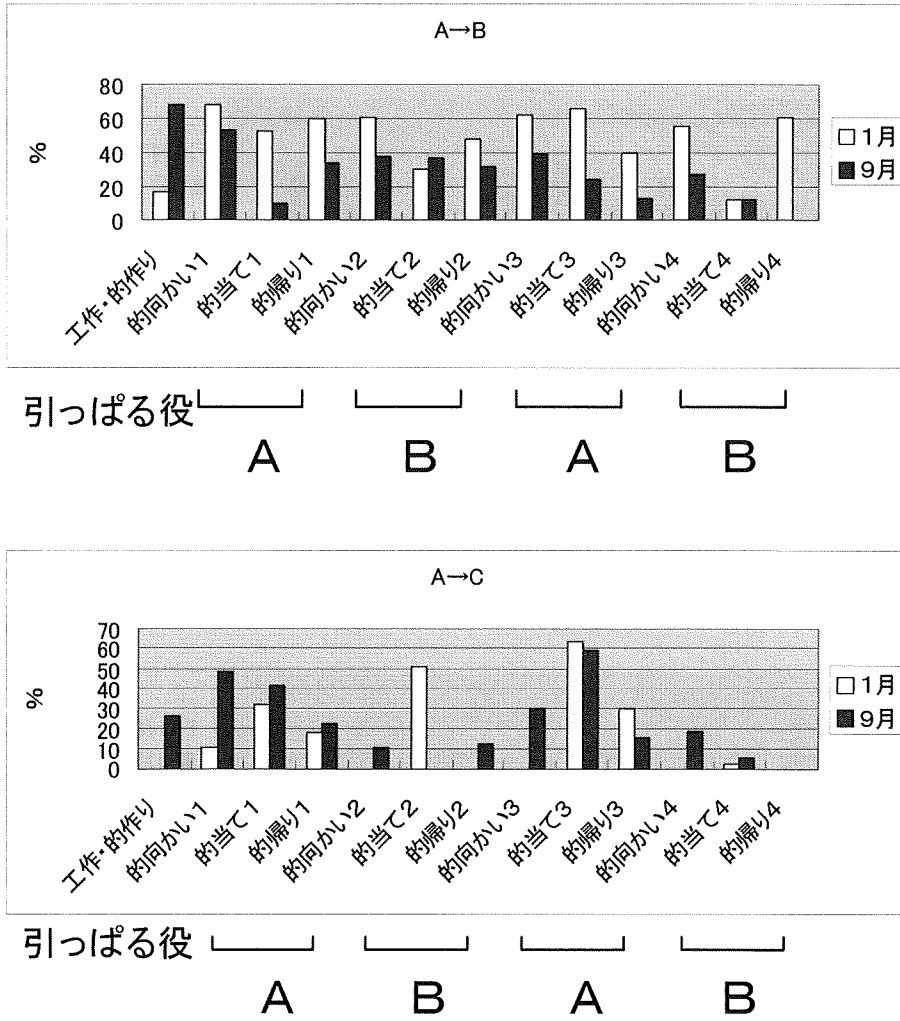 A→B
%
80
60
40
20
0
□1月
■9月
工作・的作り
的向かい1
的当て1
的帰り1
的向かい2
的当て2
的帰り2
的向かい3
的当て3
的帰り3
的向かい4
的当て4
的帰り4
引っぱる役
A B A B
A→C
%
70
60
50
40
30
20
10
0
□1月
■9月
工作・的作り
的向かい1
的当て1
的帰り1
的向かい2
的当て2
的帰り2
的向かい3
的当て3
的帰り3
的向かい4
的当て4
的帰り4
引っぱる役
A B A B